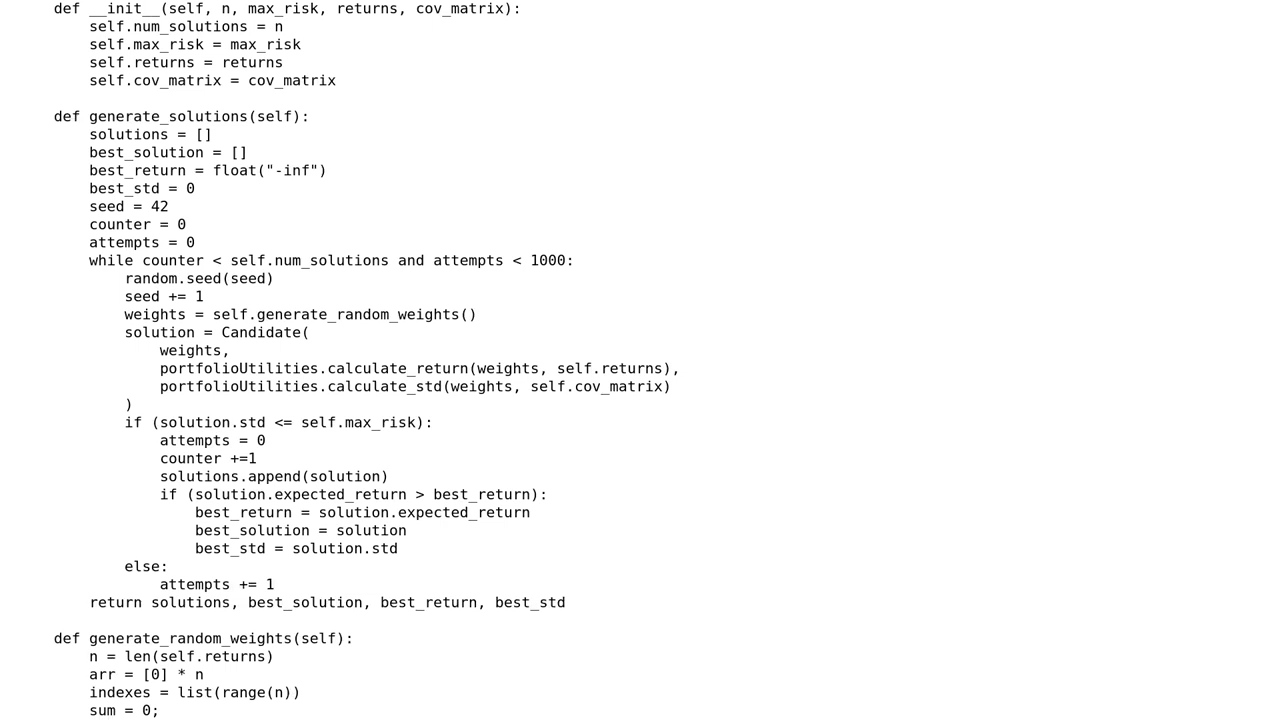 def __init__(self, n, max_risk, returns, cov_matrix):
    self.num_solutions = n
    self.max_risk = max_risk
    self.returns = returns
    self.cov_matrix = cov_matrix

def generate_solutions(self):
    solutions = []
    best_solution = []
    best_return = float("-inf")
    best_std = 0
    seed = 42
    counter = 0
    attempts = 0
    while counter < self.num_solutions and attempts < 1000:
        random.seed(seed)
        seed += 1
        weights = self.generate_random_weights()
        solution = Candidate(
            weights,
            portfolioUtilities.calculate_return(weights, self.returns),
            portfolioUtilities.calculate_std(weights, self.cov_matrix)
        )
        if (solution.std <= self.max_risk):
            attempts = 0
            counter +=1
            solutions.append(solution)
            if (solution.expected_return > best_return):
                best_return = solution.expected_return
                best_solution = solution
                best_std = solution.std
        else:
            attempts += 1
    return solutions, best_solution, best_return, best_std

def generate_random_weights(self):
    n = len(self.returns)
    arr = [0] * n
    indexes = list(range(n))
    sum = 0;